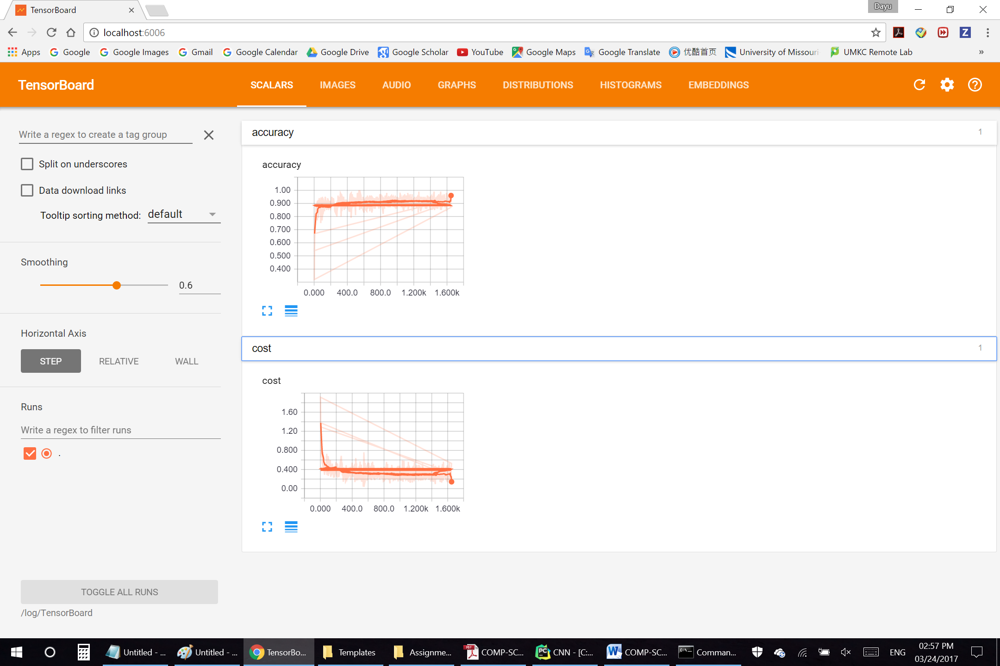 TensorBoard
Dayu
localhost:6006
Apps Google Google Images Gmail Google Calendar Google Drive Google Scholar YouTube Google Maps Google Translate 优酷首页 University of Missouri UMKC Remote Lab »
TensorBoard SCALARS IMAGES AUDIO GRAPHS DISTRIBUTIONS HISTOGRAMS EMBEDDINGS
Write a regex to create a tag group
Split on underscores
Data download links
Tooltip sorting method: default
Smoothing
0.6
Horizontal Axis
STEP RELATIVE WALL
Runs
Write a regex to filter runs
.
TOGGLE ALL RUNS
/log/TensorBoard
accuracy 1
accuracy
1.00
0.900
0.800
0.700
0.600
0.500
0.400
0.000 400.0 800.0 1.200k 1.600k
cost 1
cost
1.60
1.20
0.800
0.400
0.00
0.000 400.0 800.0 1.200k 1.600k
Untitled - ... Untitled - ... TensorBo... Templates Assignme... COMP-SC... CNN - [C:... COMP-SC... Comman... ENG
02:57 PM
03/24/2017